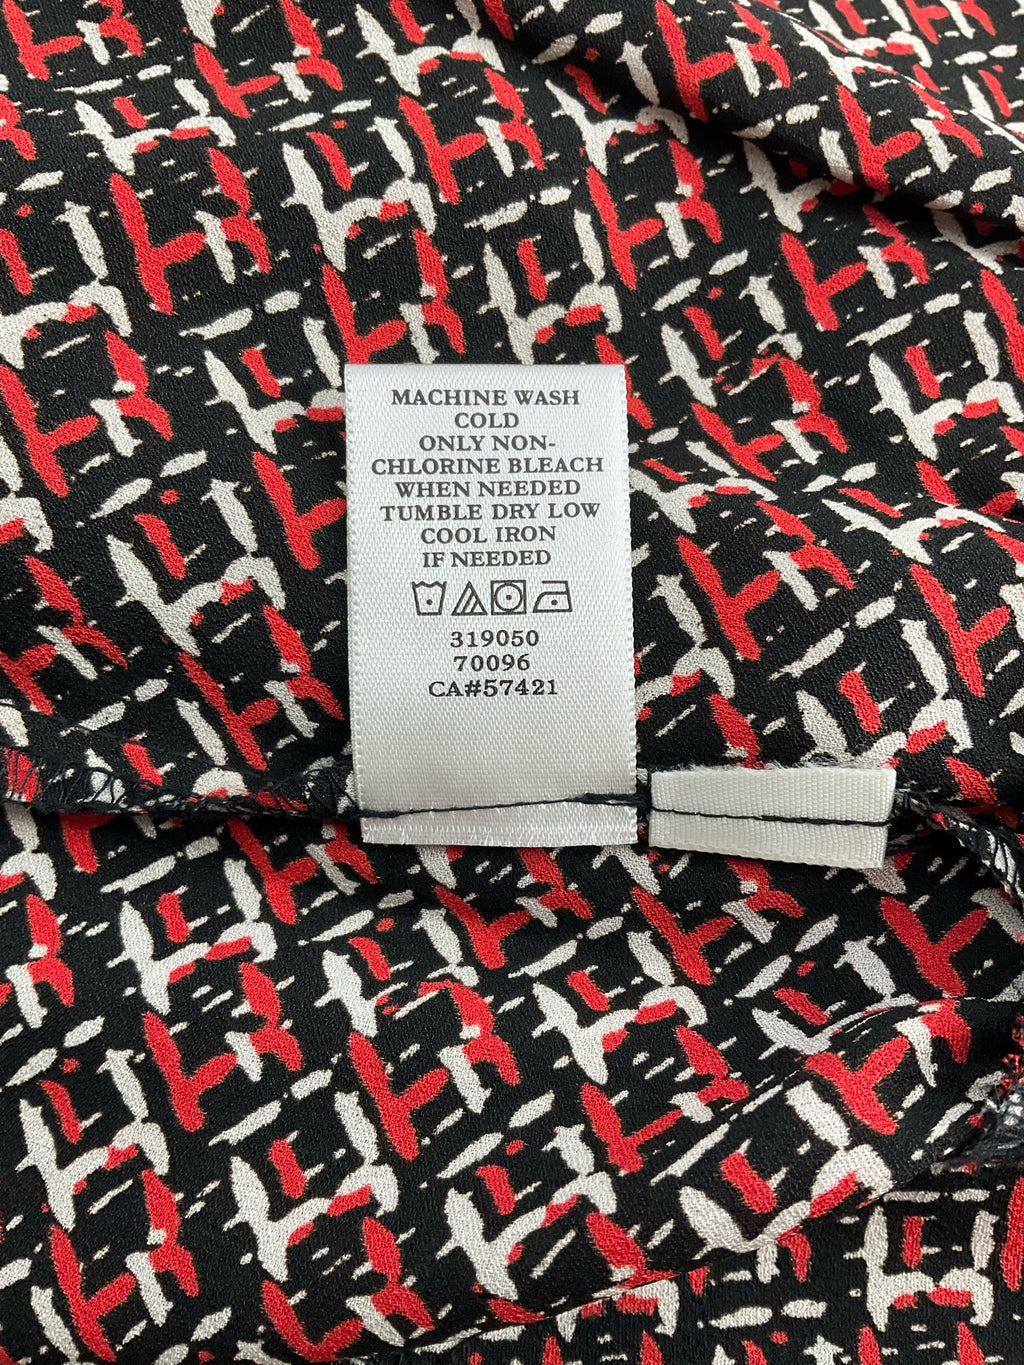 MACHINE WASH
COLD
ONLY NON-
CHLORINE BLEACH
WHEN NEEDED
TUMBLE DRY LOW
COOL IRON
IF NEEDED
319050
70096
CA#57421